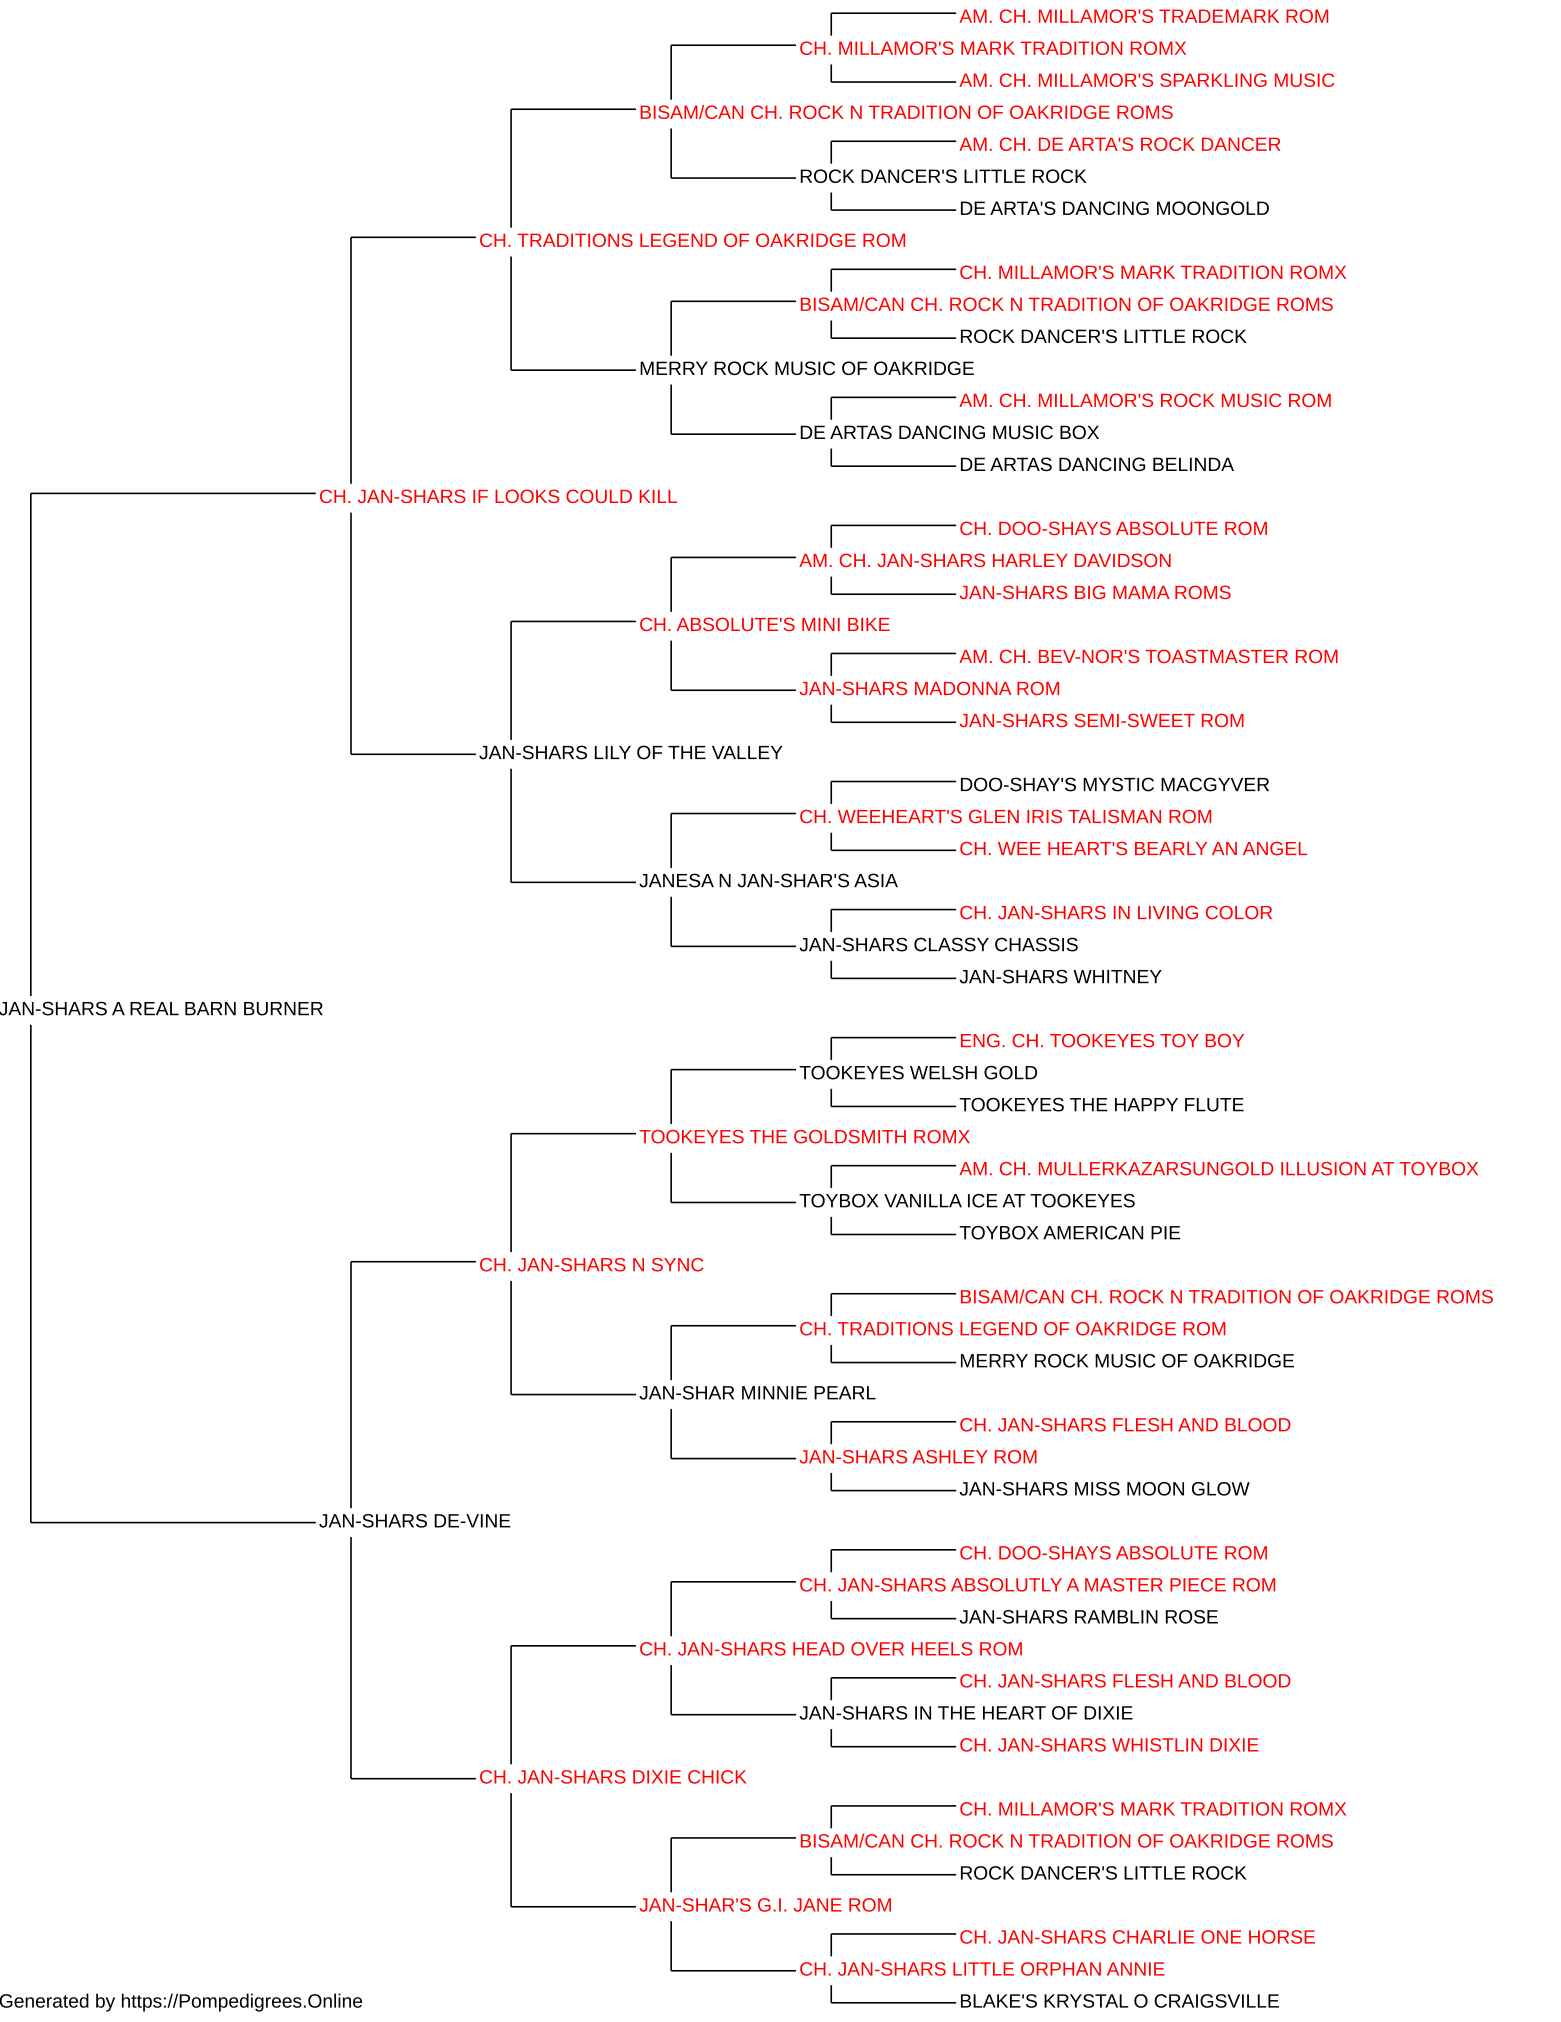 AM. CH. MILLAMOR'S TRADEMARK ROM
CH. MILLAMOR'S MARK TRADITION ROMX
AM. CH. MILLAMOR'S SPARKLING MUSIC
BISAM/CAN CH. ROCK N TRADITION OF OAKRIDGE ROMS
AM. CH. DE ARTA'S ROCK DANCER
ROCK DANCER'S LITTLE ROCK
DE ARTA'S DANCING MOONGOLD
CH. TRADITIONS LEGEND OF OAKRIDGE ROM
CH. MILLAMOR'S MARK TRADITION ROMX
BISAM/CAN CH. ROCK N TRADITION OF OAKRIDGE ROMS
ROCK DANCER'S LITTLE ROCK
MERRY ROCK MUSIC OF OAKRIDGE
AM. CH. MILLAMOR'S ROCK MUSIC ROM
DE ARTAS DANCING MUSIC BOX
DE ARTAS DANCING BELINDA
CH. JAN-SHARS IF LOOKS COULD KILL
CH. DOO-SHAYS ABSOLUTE ROM
AM. CH. JAN-SHARS HARLEY DAVIDSON
JAN-SHARS BIG MAMA ROMS
CH. ABSOLUTE'S MINI BIKE
AM. CH. BEV-NOR'S TOASTMASTER ROM
JAN-SHARS MADONNA ROM
JAN-SHARS SEMI-SWEET ROM
JAN-SHARS LILY OF THE VALLEY
DOO-SHAY'S MYSTIC MACGYVER
CH. WEEHEART'S GLEN IRIS TALISMAN ROM
CH. WEE HEART'S BEARLY AN ANGEL
JANESA N JAN-SHAR'S ASIA
CH. JAN-SHARS IN LIVING COLOR
JAN-SHARS CLASSY CHASSIS
JAN-SHARS WHITNEY
JAN-SHARS A REAL BARN BURNER
ENG. CH. TOOKEYES TOY BOY
TOOKEYES WELSH GOLD
TOOKEYES THE HAPPY FLUTE
TOOKEYES THE GOLDSMITH ROMX
AM. CH. MULLERKAZARSUNGOLD ILLUSION AT TOYBOX
TOYBOX VANILLA ICE AT TOOKEYES
TOYBOX AMERICAN PIE
CH. JAN-SHARS N SYNC
BISAM/CAN CH. ROCK N TRADITION OF OAKRIDGE ROMS
CH. TRADITIONS LEGEND OF OAKRIDGE ROM
MERRY ROCK MUSIC OF OAKRIDGE
JAN-SHAR MINNIE PEARL
CH. JAN-SHARS FLESH AND BLOOD
JAN-SHARS ASHLEY ROM
JAN-SHARS MISS MOON GLOW
JAN-SHARS DE-VINE
CH. DOO-SHAYS ABSOLUTE ROM
CH. JAN-SHARS ABSOLUTLY A MASTER PIECE ROM
JAN-SHARS RAMBLIN ROSE
CH. JAN-SHARS HEAD OVER HEELS ROM
CH. JAN-SHARS FLESH AND BLOOD
JAN-SHARS IN THE HEART OF DIXIE
CH. JAN-SHARS WHISTLIN DIXIE
CH. JAN-SHARS DIXIE CHICK
CH. MILLAMOR'S MARK TRADITION ROMX
BISAM/CAN CH. ROCK N TRADITION OF OAKRIDGE ROMS
ROCK DANCER'S LITTLE ROCK
JAN-SHAR'S G.I. JANE ROM
CH. JAN-SHARS CHARLIE ONE HORSE
CH. JAN-SHARS LITTLE ORPHAN ANNIE
BLAKE'S KRYSTAL O CRAIGSVILLE
Generated by https://Pompedigrees.Online